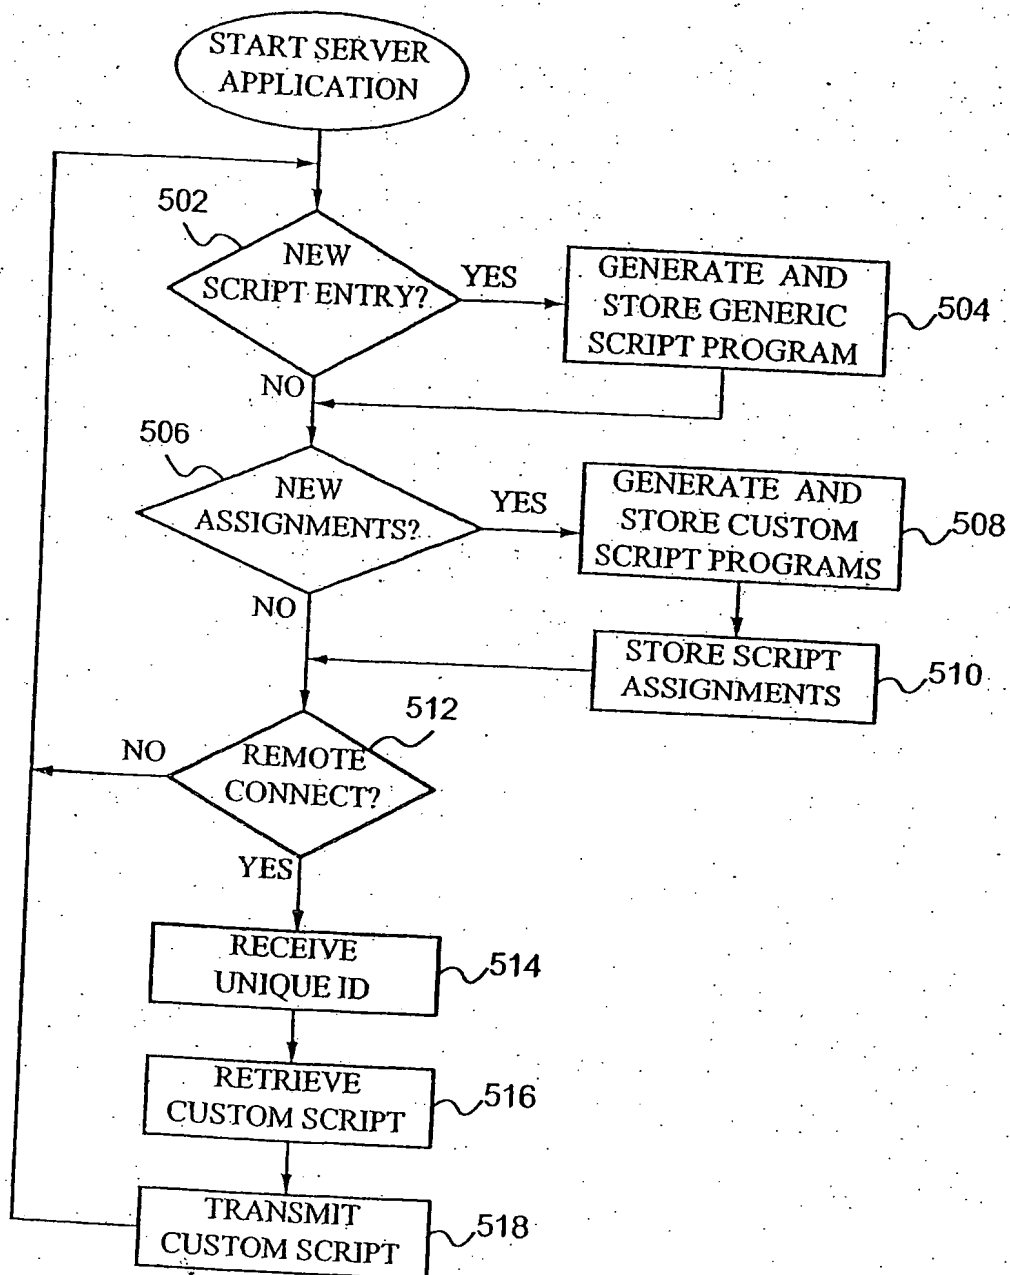 START SERVER
APPLICATION
502
NEW
SCRIPT ENTRY?
YES
GENERATE AND
STORE GENERIC
SCRIPT PROGRAM
504
NO
506
NEW
ASSIGNMENTS?
YES
GENERATE AND
STORE CUSTOM
SCRIPT PROGRAMS
508
NO
STORE SCRIPT
ASSIGNMENTS
510
512
REMOTE
CONNECT?
NO
YES
RECEIVE
UNIQUE ID
514
RETRIEVE
CUSTOM SCRIPT
516
TRANSMIT
CUSTOM SCRIPT
518